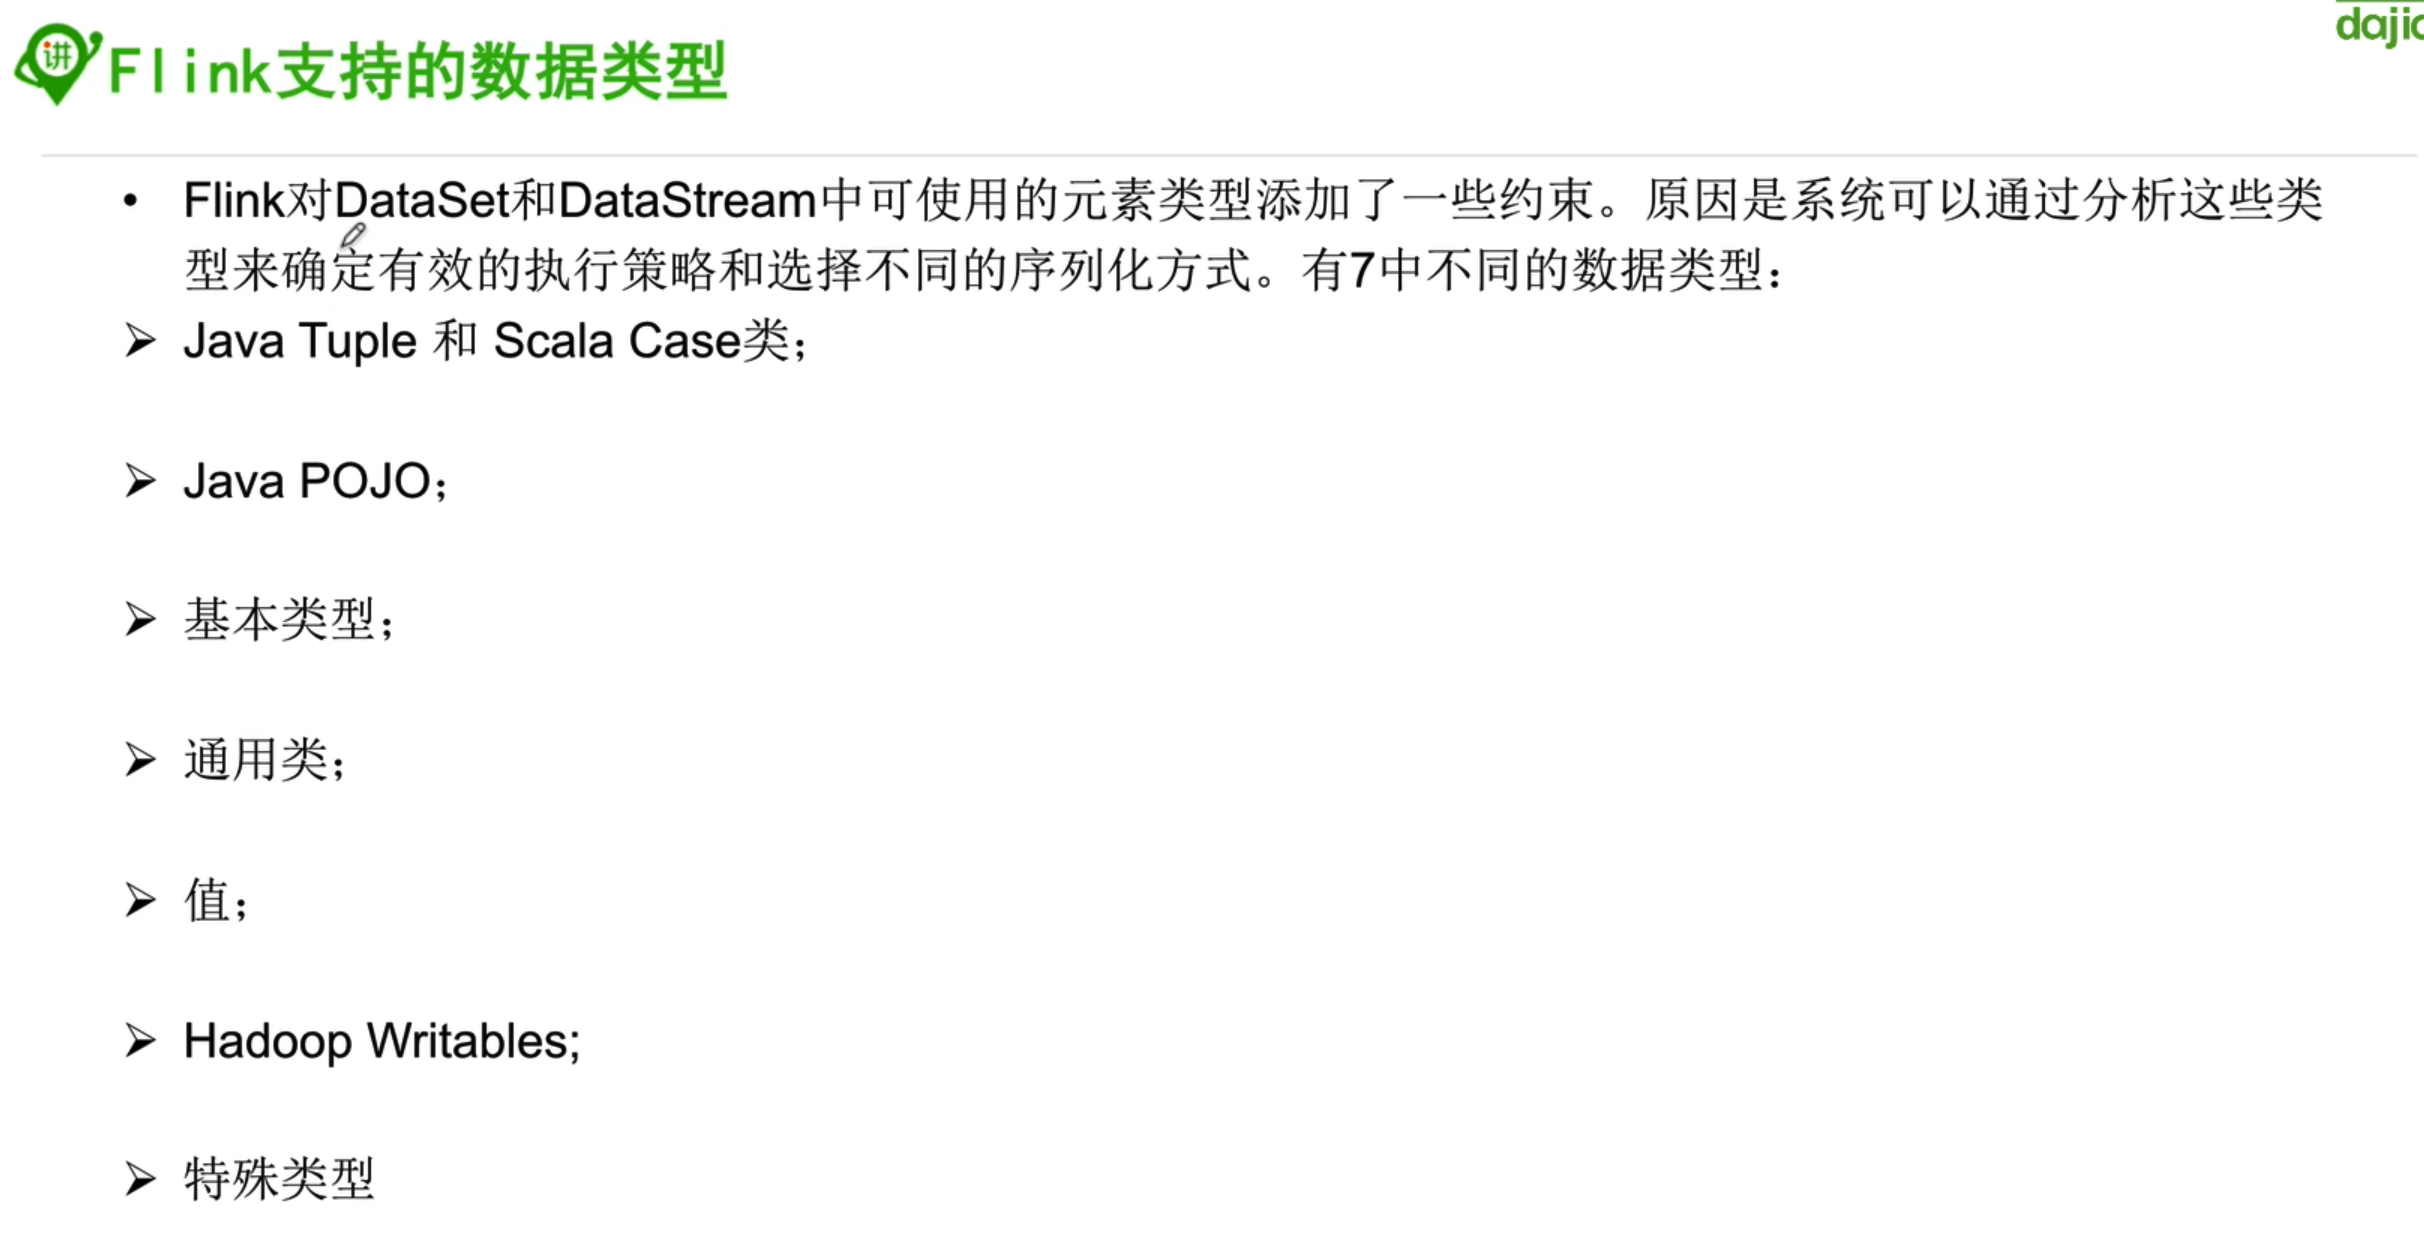 讲
Flink支持的数据类型
dajic
• Flink对DataSet和DataStream中可使用的元素类型添加了一些约束。原因是系统可以通过分析这些类
型来确定有效的执行策略和选择不同的序列化方式。有7中不同的数据类型：
➢ Java Tuple 和 Scala Case类；
➢ Java POJO；
➢ 基本类型；
➢ 通用类；
➢ 值；
➢ Hadoop Writables;
➢ 特殊类型